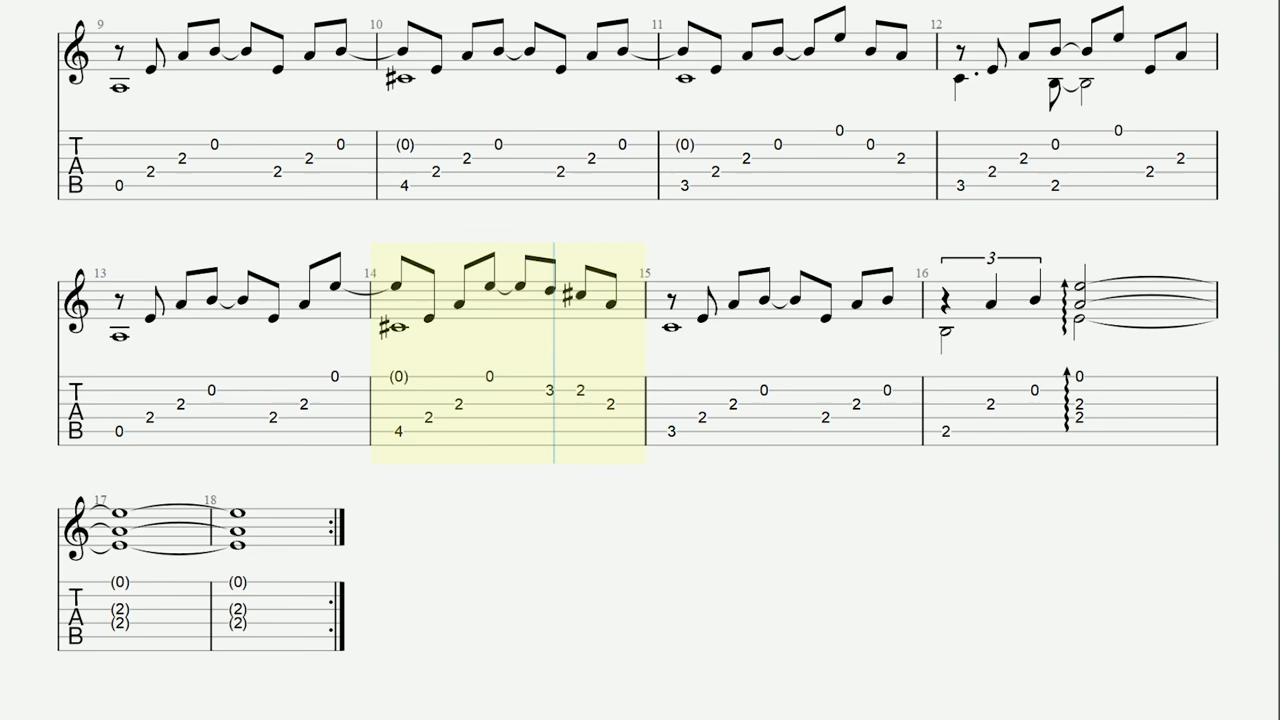 9 10 11 12
0 0
T 0 0 (0) 0 0 (0) 0 0 0
2 2 2 2 2 2 2 2
A 2 2 2 2 2 2 2
B 0 4 3 3 2
13 14 15 16
3
0 (0) 0 0
T 0 3 2 0 0 0
2 2 2 2 2 2 2 2
A 2 2 2 2 2 2
B 0 4 3 2
17 18
(0) (0)
T
(2) (2)
A (2) (2)
B